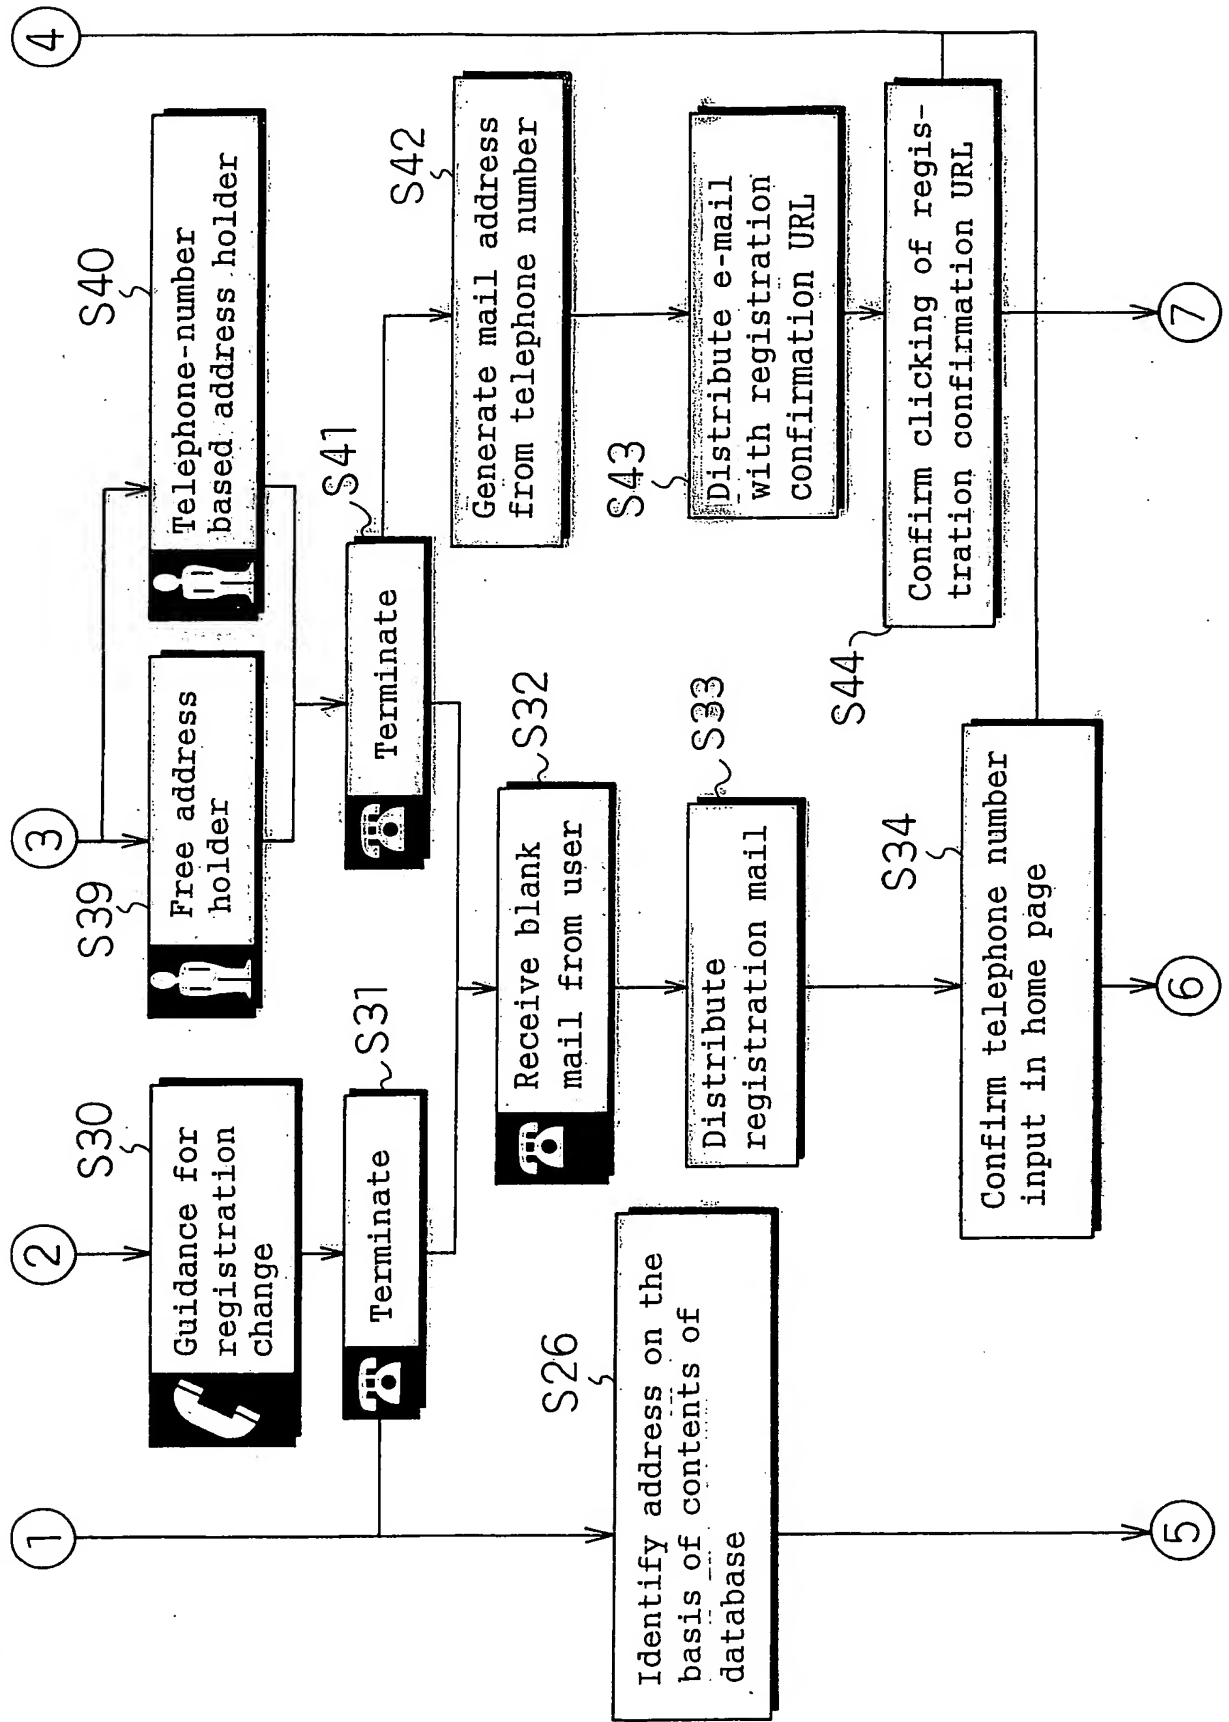 1
2
3
4
S30
Guidance for
registration
change
S39
Free address
holder
S40
Telephone-number
based address holder
S31
Terminate
S41
Terminate
S42
Generate mail address
from telephone number
S32
Receive blank
mail from user
S26
Identify address on the
basis of contents of
database
S33
Distribute
registration mail
S43
Distribute e-mail
with registration
confirmation URL
S44
Confirm clicking of regis-
tration confirmation URL
S34
Confirm telephone number
input in home page
5
6
7